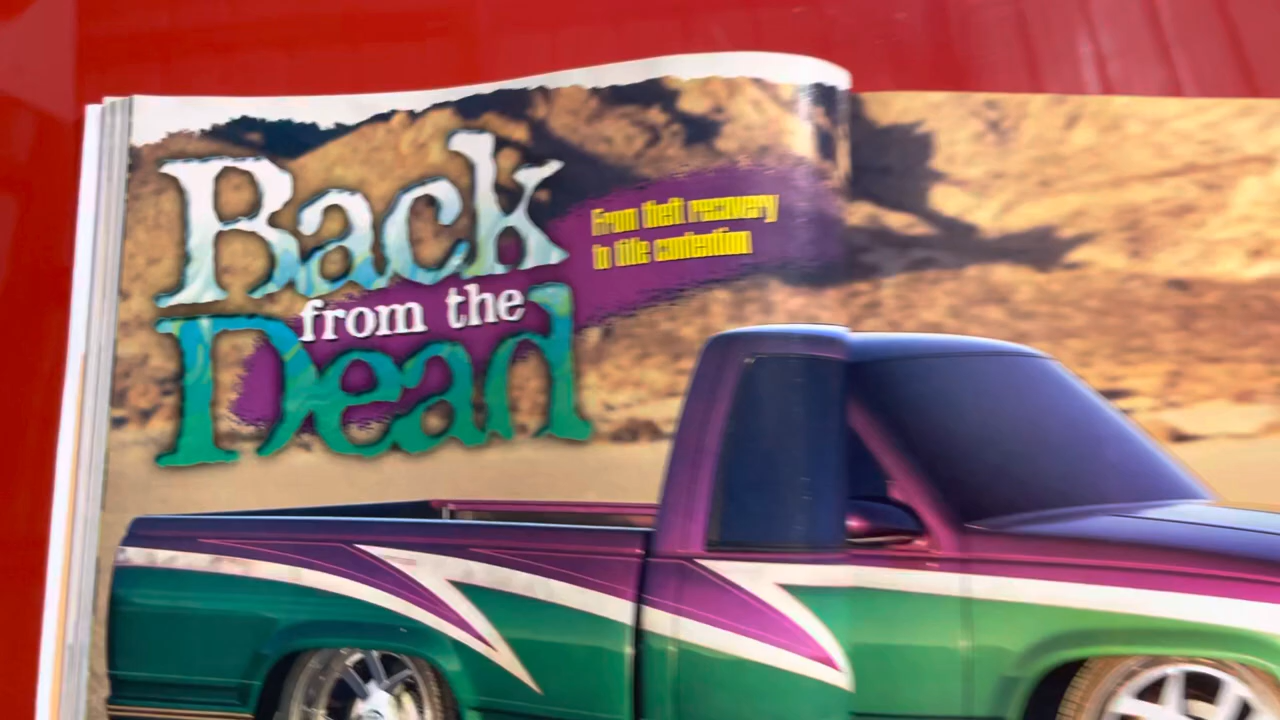 Back
from the
Dead
From theft recovery
to title contention